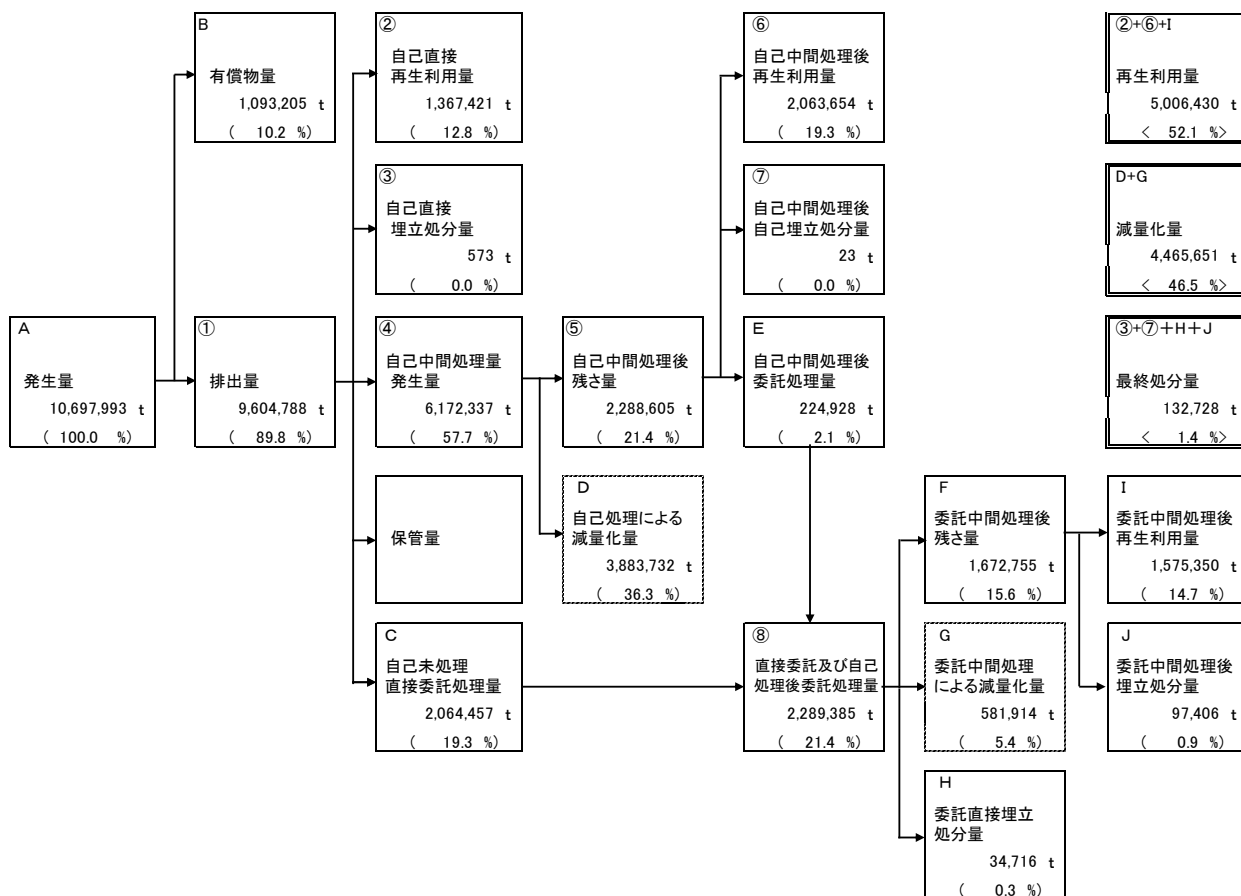 B
有償物量
1,093,205 t
( 10.2 %)
②
自己直接
再生利用量
1,367,421 t
( 12.8 %)
⑥
自己中間処理後
再生利用量
2,063,654 t
( 19.3 %)
②+⑥+I
再生利用量
5,006,430 t
< 52.1 %>
③
自己直接
埋立処分量
573 t
( 0.0 %)
⑦
自己中間処理後
自己埋立処分量
23 t
( 0.0 %)
D+G
減量化量
4,465,651 t
< 46.5 %>
A
発生量
10,697,993 t
( 100.0 %)
①
排出量
9,604,788 t
( 89.8 %)
④
自己中間処理量
発生量
6,172,337 t
( 57.7 %)
⑤
自己中間処理後
残さ量
2,288,605 t
( 21.4 %)
E
自己中間処理後
委託処理量
224,928 t
( 2.1 %)
③+⑦+H+J
最終処分量
132,728 t
< 1.4 %>
保管量
D
自己処理による
減量化量
3,883,732 t
( 36.3 %)
F
委託中間処理後
残さ量
1,672,755 t
( 15.6 %)
I
委託中間処理後
再生利用量
1,575,350 t
( 14.7 %)
C
自己未処理
直接委託処理量
2,064,457 t
( 19.3 %)
⑧
直接委託及び自己
処理後委託処理量
2,289,385 t
( 21.4 %)
G
委託中間処理
による減量化量
581,914 t
( 5.4 %)
J
委託中間処理後
埋立処分量
97,406 t
( 0.9 %)
H
委託直接埋立
処分量
34,716 t
( 0.3 %)